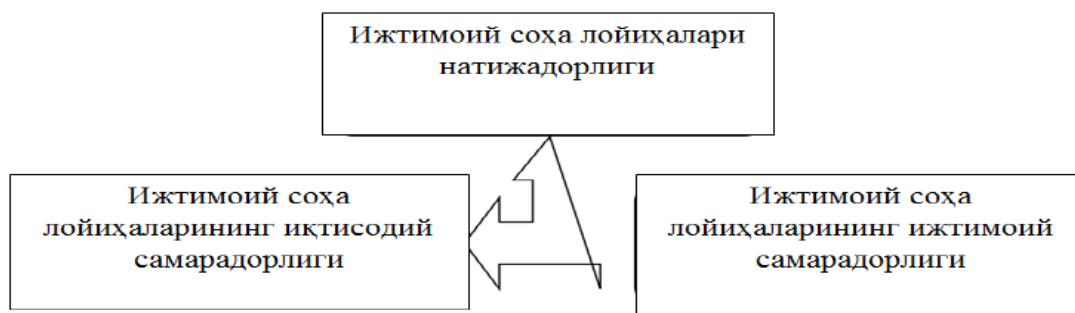 Ижтимоий соҳа лойиҳалари
натижадорлиги
Ижтимоий соҳа
лойиҳаларининг иқтисодий
самарадорлиги
Ижтимоий соҳа
лойиҳаларининг ижтимоий
самарадорлиги